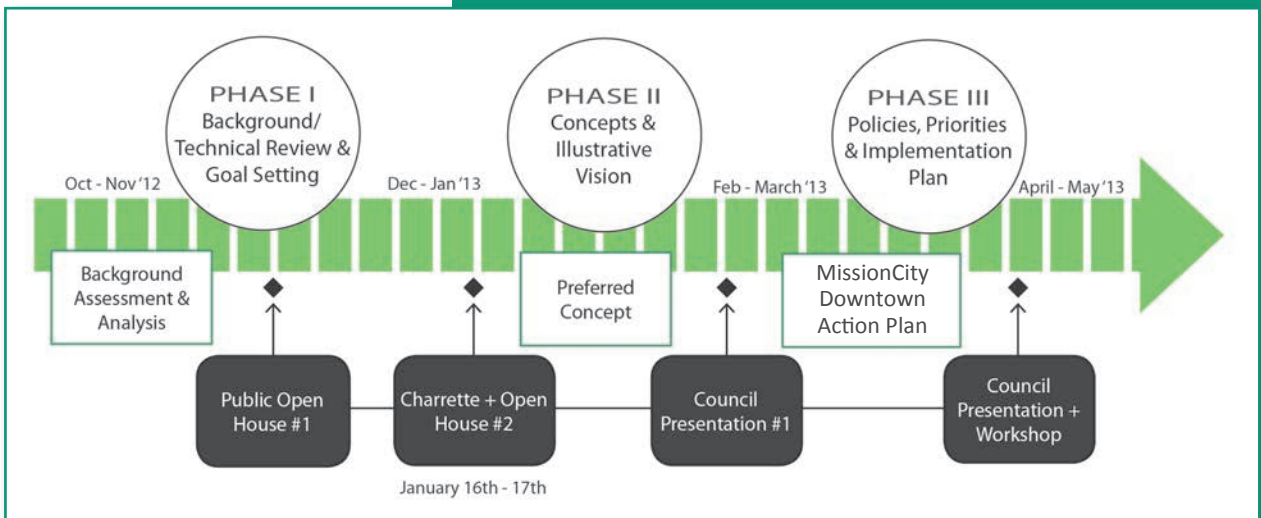 PHASE I
Background/
Technical Review &
Goal Setting
PHASE II
Concepts &
Illustrative
Vision
PHASE III
Policies, Priorities
& Implementation
Plan
Oct - Nov '12
Dec - Jan '13
Feb - March '13
April - May '13
Background
Assessment &
Analysis
Preferred
Concept
MissionCity
Downtown
Action Plan
Public Open
House #1
Charrette + Open
House #2
Council
Presentation #1
Council
Presentation +
Workshop
January 16th - 17th